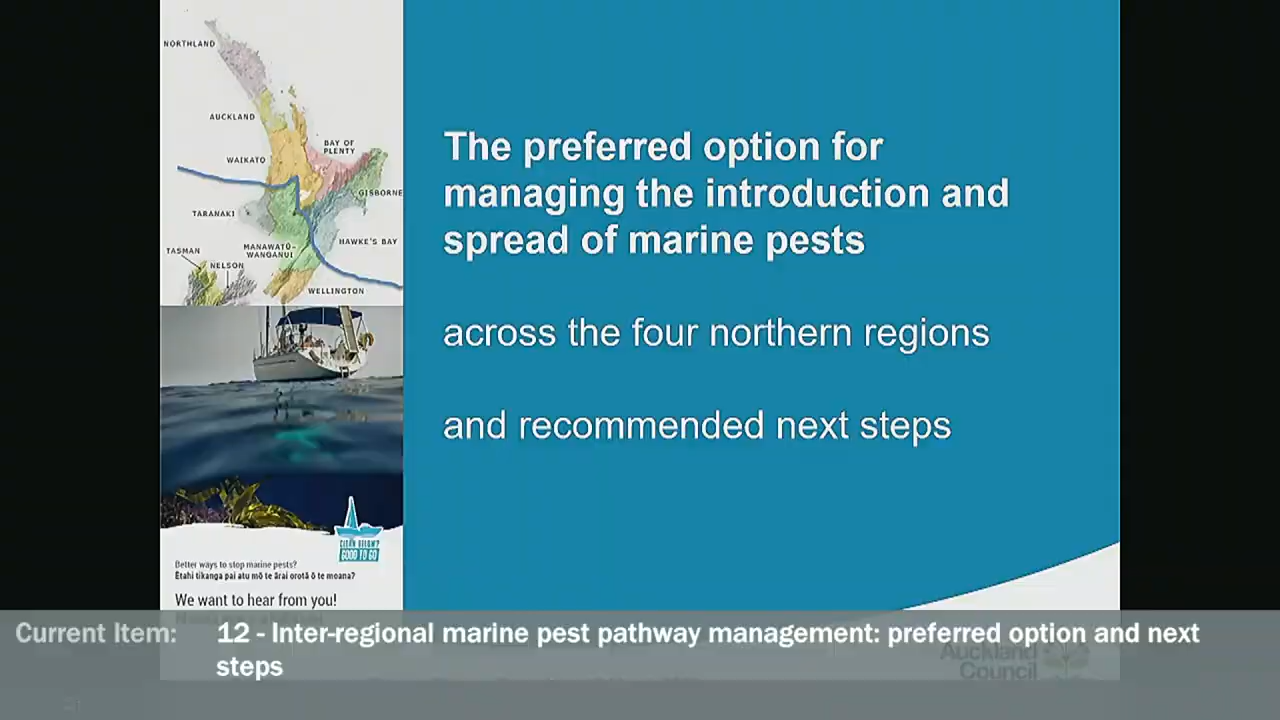 NORTHLAND
AUCKLAND
BAY OF
PLENTY
WAIKATO
GISBORNE
TARANAKI
HAWKE'S BAY
MANAWATŪ-
WANGANUI
TASMAN
NELSON
WELLINGTON
The preferred option for
managing the introduction and
spread of marine pests
across the four northern regions
and recommended next steps
CLEAN BELOW?
GOOD TO GO
Better ways to stop marine pests?
Ētahi tikanga pai atu mō te ārai orotā ō te moana?
We want to hear from you!
Current Item: 12 - Inter-regional marine pest pathway management: preferred option and next
steps
Auckland
Council